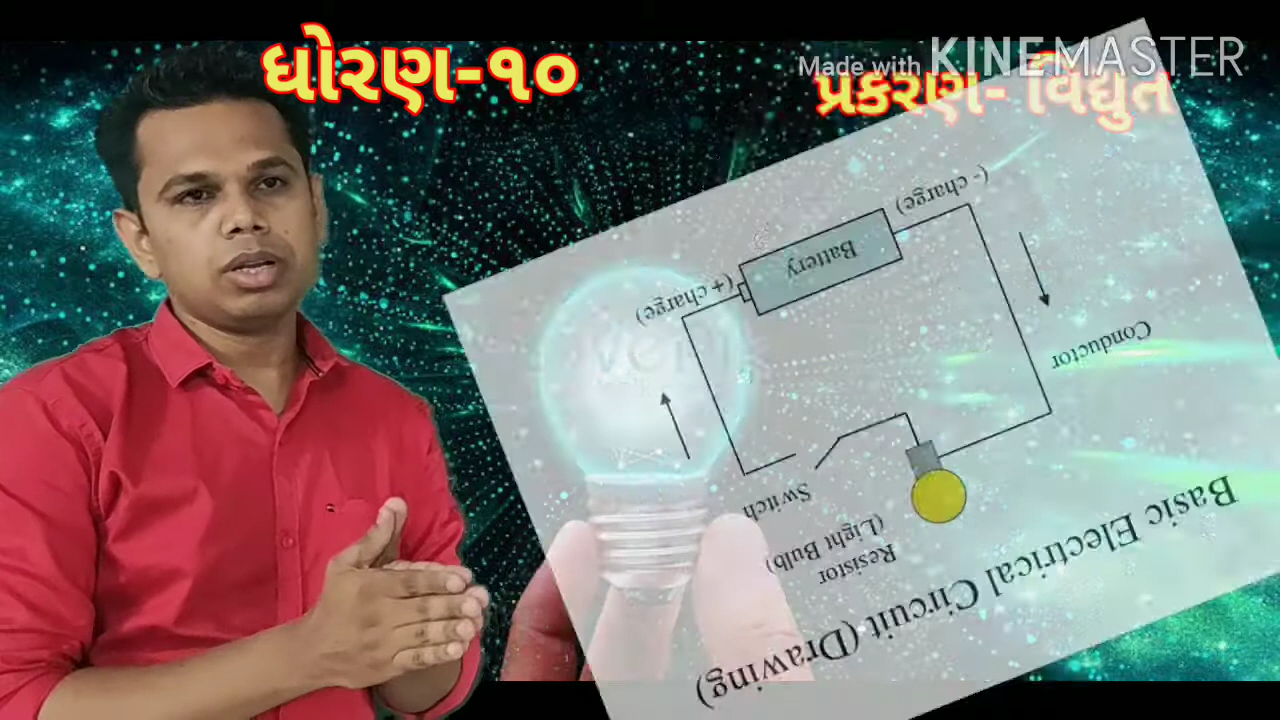 ધોરણ-૧૦
Made with KINEMASTER
પ્રકરણ- વિદ્યુત
Basic Electrical Circuit (Drawing)
Resistor
(Light Bulb)
Switch
Conductor
(+ charge)
Battery
(- charge)